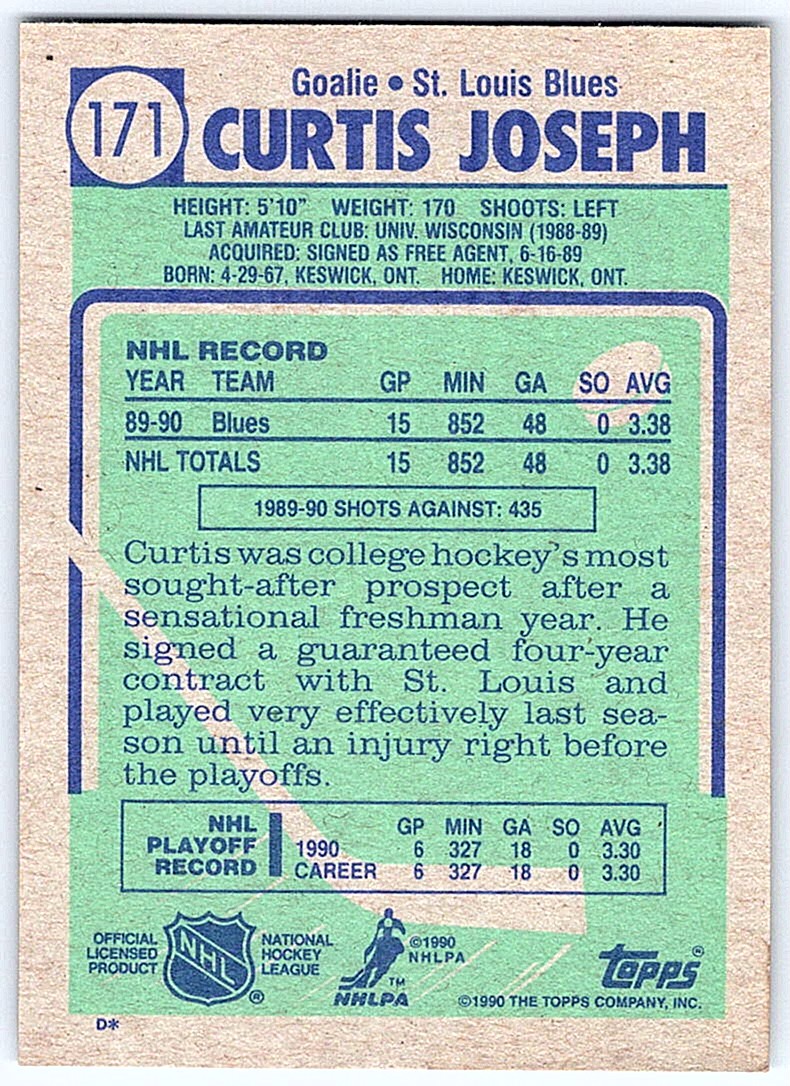 171
Goalie • St. Louis Blues
CURTIS JOSEPH
HEIGHT: 5'10" WEIGHT: 170 SHOOTS: LEFT
LAST AMATEUR CLUB: UNIV. WISCONSIN (1988-89)
ACQUIRED: SIGNED AS FREE AGENT, 6-16-89
BORN: 4-29-67, KESWICK, ONT. HOME: KESWICK, ONT.
NHL RECORD
YEAR TEAM GP MIN GA SO AVG
89-90 Blues 15 852 48 0 3.38
NHL TOTALS 15 852 48 0 3.38
1989-90 SHOTS AGAINST: 435
Curtis was college hockey's most
sought-after prospect after a
sensational freshman year. He
signed a guaranteed four-year
contract with St. Louis and
played very effectively last sea-
son until an injury right before
the playoffs.
NHL PLAYOFF RECORD
GP MIN GA SO AVG
1990 6 327 18 0 3.30
CAREER 6 327 18 0 3.30
OFFICIAL
LICENSED
PRODUCT
NHL
®
NATIONAL
HOCKEY
LEAGUE
©1990
NHLPA
TM
NHLPA
topps®
©1990 THE TOPPS COMPANY, INC.
D*